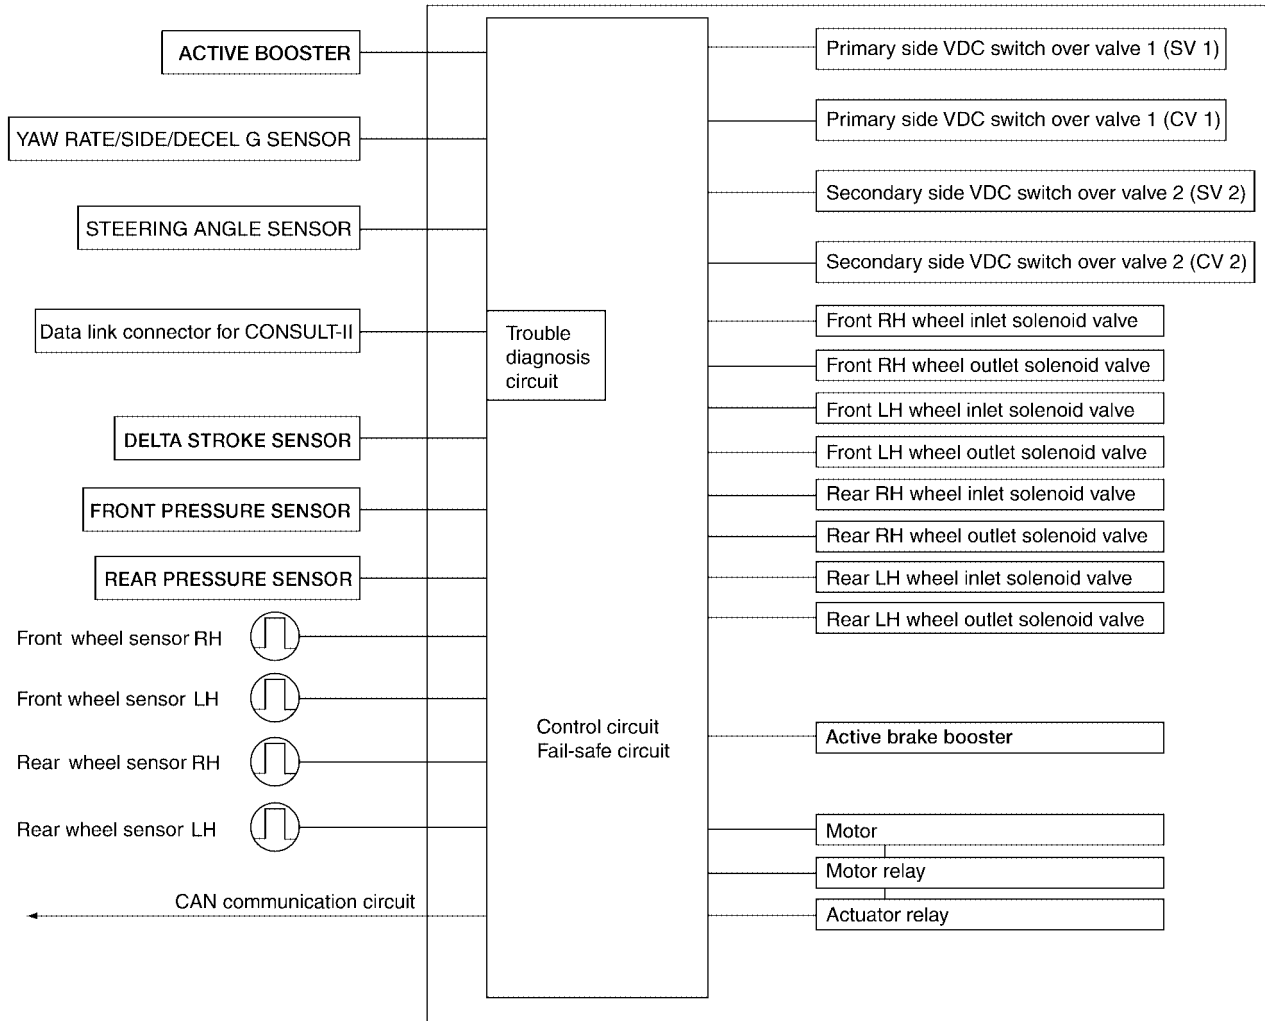 ACTIVE BOOSTER
YAW RATE/SIDE/DECEL G SENSOR
STEERING ANGLE SENSOR
Data link connector for CONSULT-II
DELTA STROKE SENSOR
FRONT PRESSURE SENSOR
REAR PRESSURE SENSOR
Front wheel sensor RH
Front wheel sensor LH
Rear wheel sensor RH
Rear wheel sensor LH
CAN communication circuit
Trouble
diagnosis
circuit
Control circuit
Fail-safe circuit
Primary side VDC switch over valve 1 (SV 1)
Primary side VDC switch over valve 1 (CV 1)
Secondary side VDC switch over valve 2 (SV 2)
Secondary side VDC switch over valve 2 (CV 2)
Front RH wheel inlet solenoid valve
Front RH wheel outlet solenoid valve
Front LH wheel inlet solenoid valve
Front LH wheel outlet solenoid valve
Rear RH wheel inlet solenoid valve
Rear RH wheel outlet solenoid valve
Rear LH wheel inlet solenoid valve
Rear LH wheel outlet solenoid valve
Active brake booster
Motor
Motor relay
Actuator relay